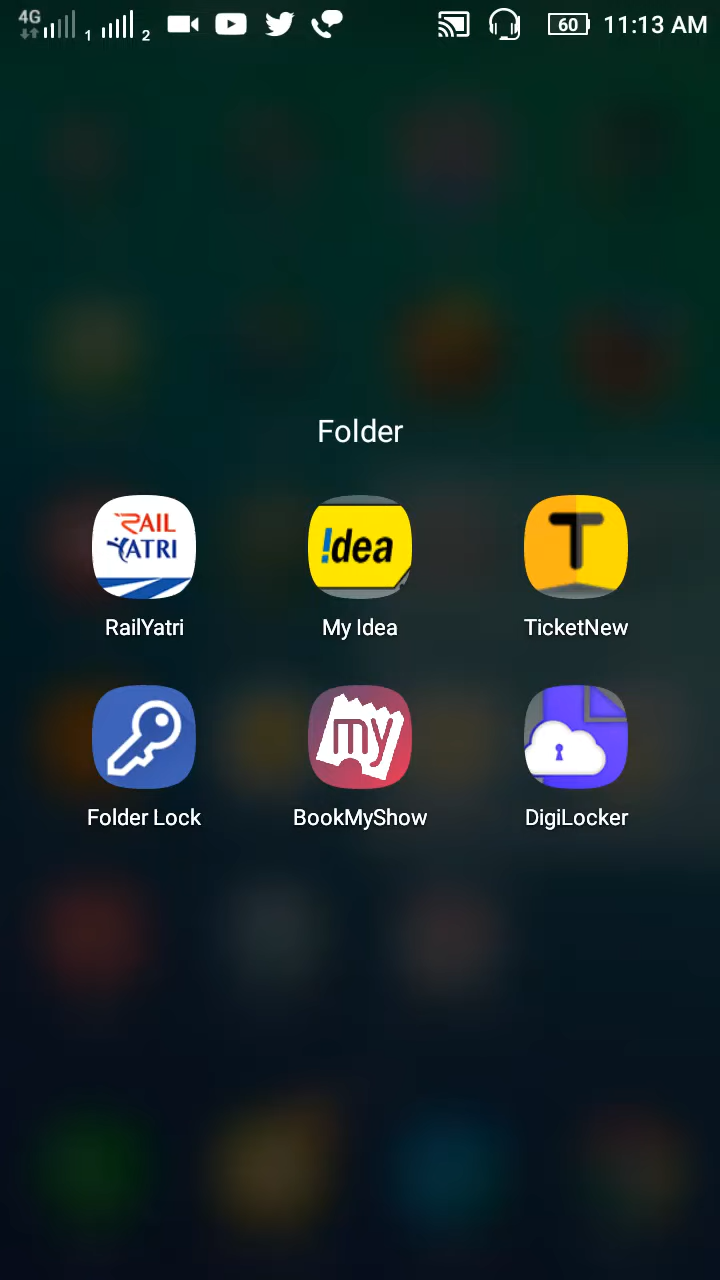 4G 1 2 60 11:13 AM
Folder
RAIL YATRI
!dea
T
RailYatri
My Idea
TicketNew
my
Folder Lock
BookMyShow
DigiLocker